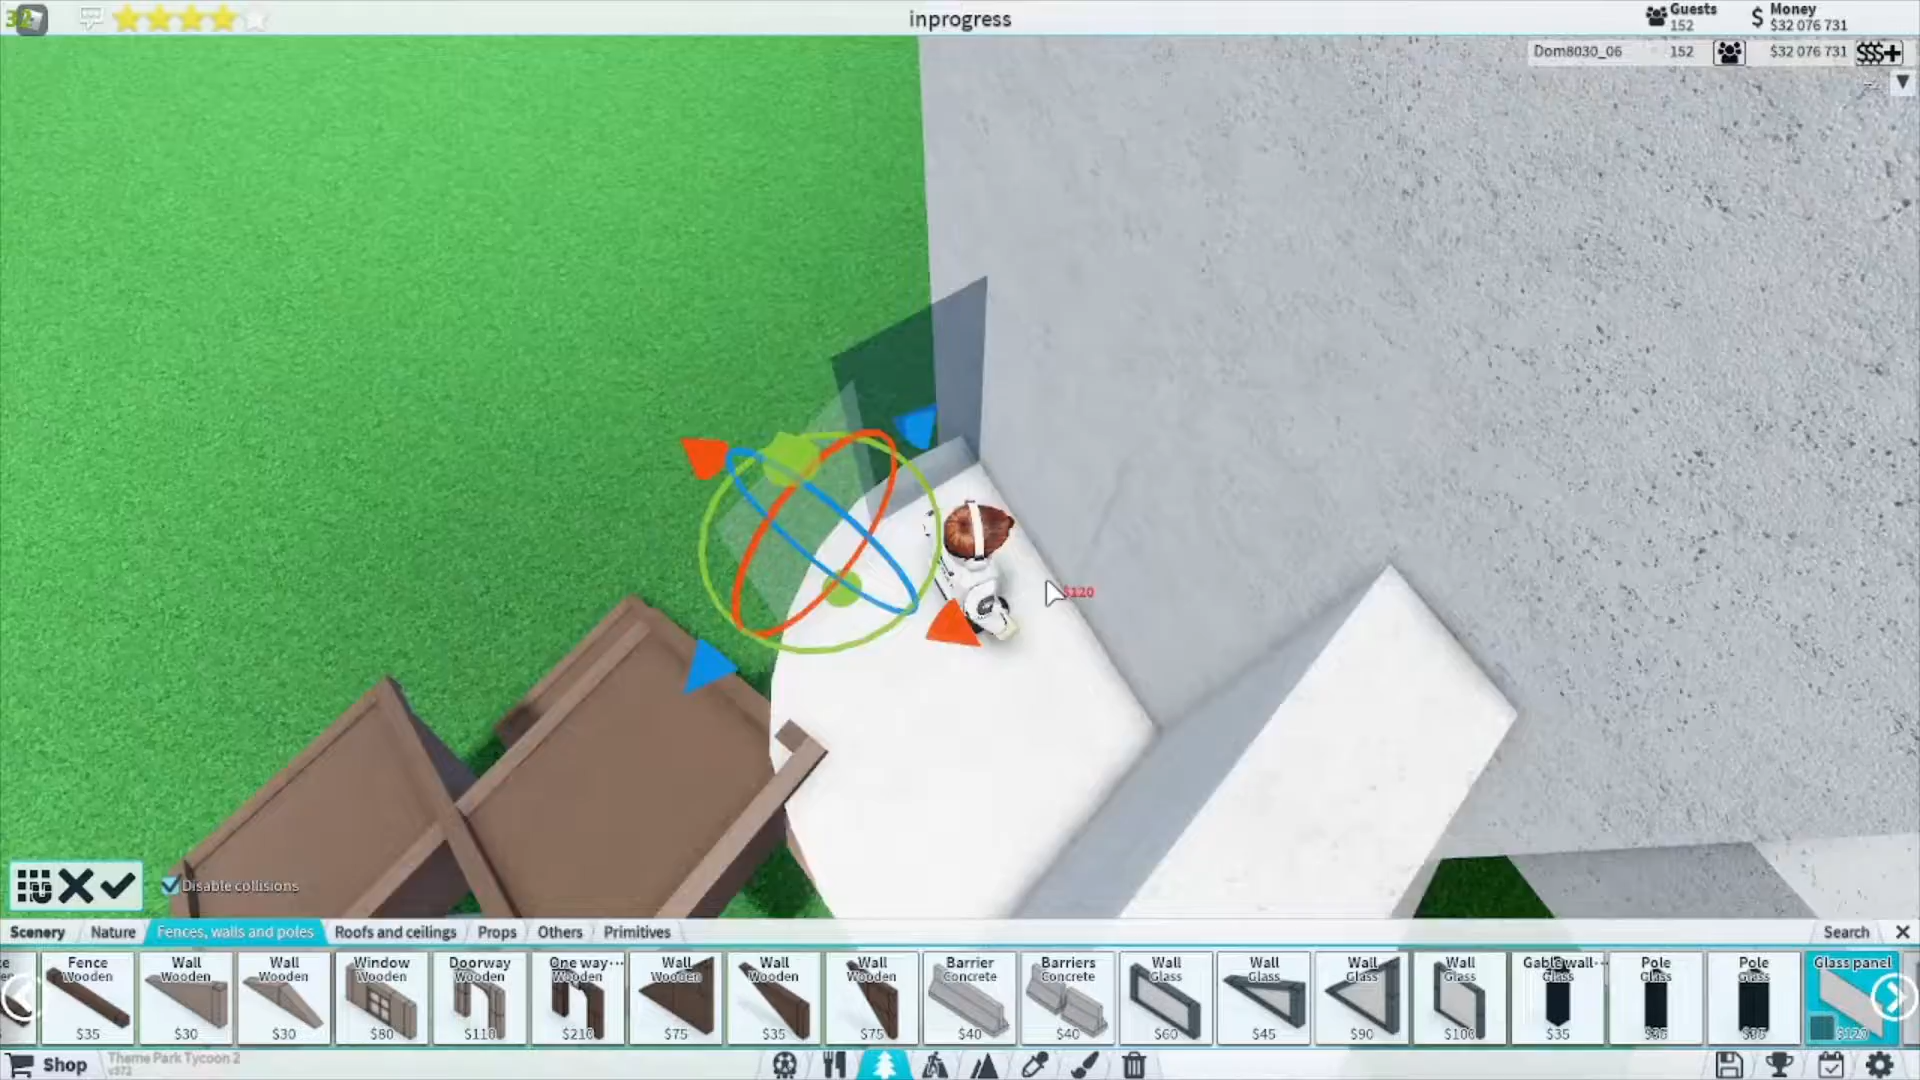 32
inprogress
Guests
152
$ Money
$32 076 731
Dom8030_06
152
$32 076 731
$$$+
$120
Disable collisions
Scenery
Nature
Fences, walls and poles
Roofs and ceilings
Props
Others
Primitives
Search
Fence
Wooden
$35
Wall
Wooden
$30
Wall
Wooden
$30
Window
Wooden
$80
Doorway
Wooden
$110
One way...
Wooden
$210
Wall
Wooden
$75
Wall
Wooden
$35
Wall
Wooden
$75
Barrier
Concrete
$40
Barriers
Concrete
$40
Wall
Glass
$60
Wall
Glass
$45
Wall
Glass
$90
Wall
Glass
$100
Gable wall...
Glass
$35
Pole
Glass
Pole
Glass
Glass panel
$120
Shop
Theme Park Tycoon 2
v372